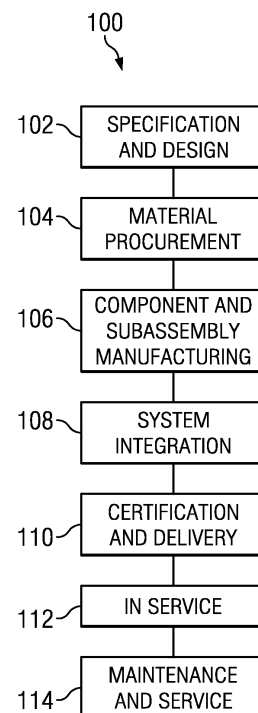 100
102
SPECIFICATION
AND DESIGN
104
MATERIAL
PROCUREMENT
106
COMPONENT AND
SUBASSEMBLY
MANUFACTURING
108
SYSTEM
INTEGRATION
110
CERTIFICATION
AND DELIVERY
112
IN SERVICE
114
MAINTENANCE
AND SERVICE